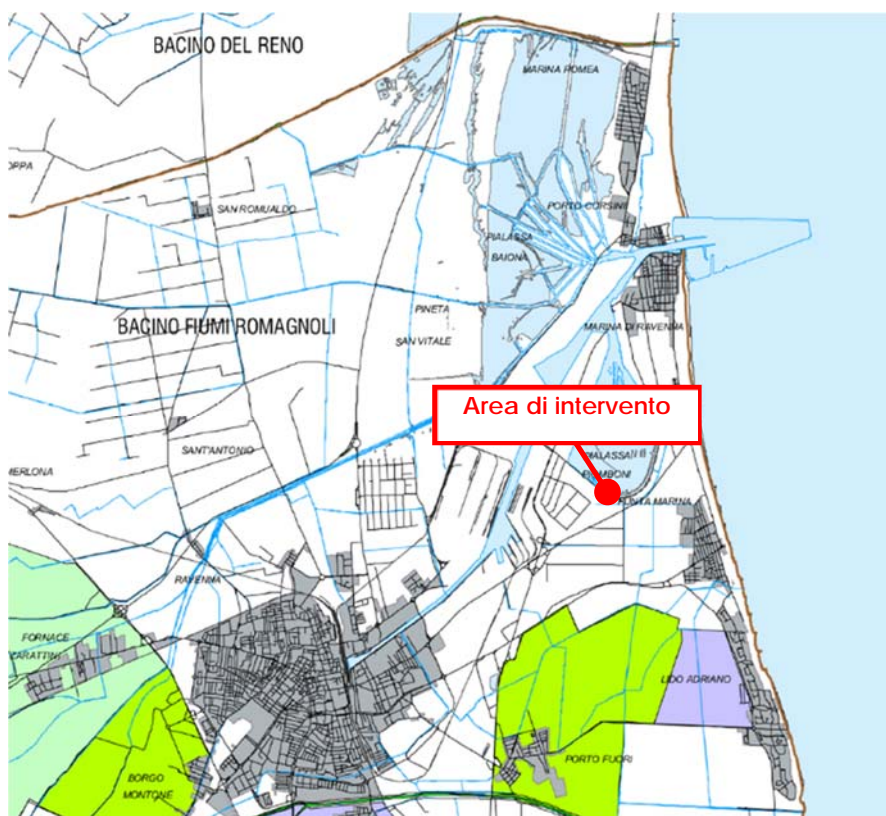 BACINO DEL RENO
MARINA ROMEA
SAN ROMUALDO
PORTO CORSINI
PIALASSA
BAIONA
PINETA
SAN VITALE
BACINO FIUMI ROMAGNOLI
MARINA DI RAVENNA
Area di intervento
SANT'ANTONIO
PIALASSA
PIOMBONI
PUNTA MARINA
RAVENNA
FORNACE
ZARATTINI
LIDO ADRIANO
PORTO FUORI
BORGO
MONTONE